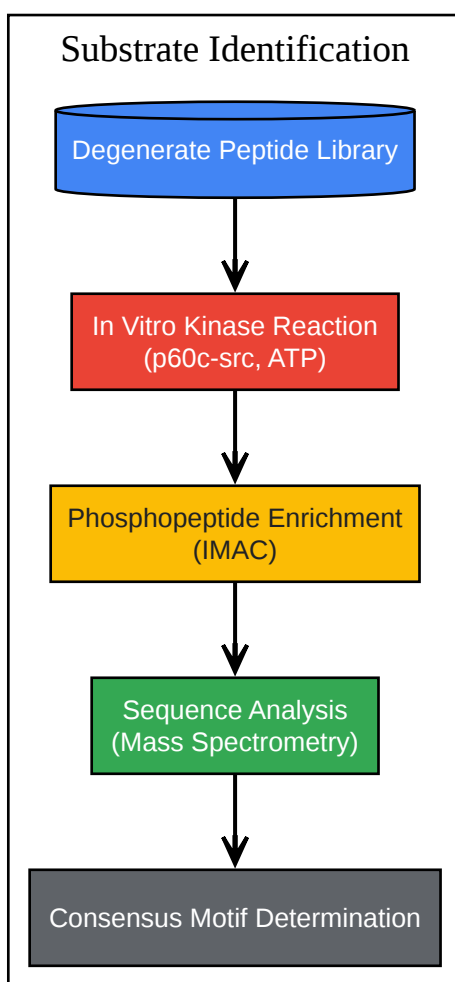 Substrate Identification
Degenerate Peptide Library
In Vitro Kinase Reaction
(p60c-src, ATP)
Phosphopeptide Enrichment
(IMAC)
Sequence Analysis
(Mass Spectrometry)
Consensus Motif Determination